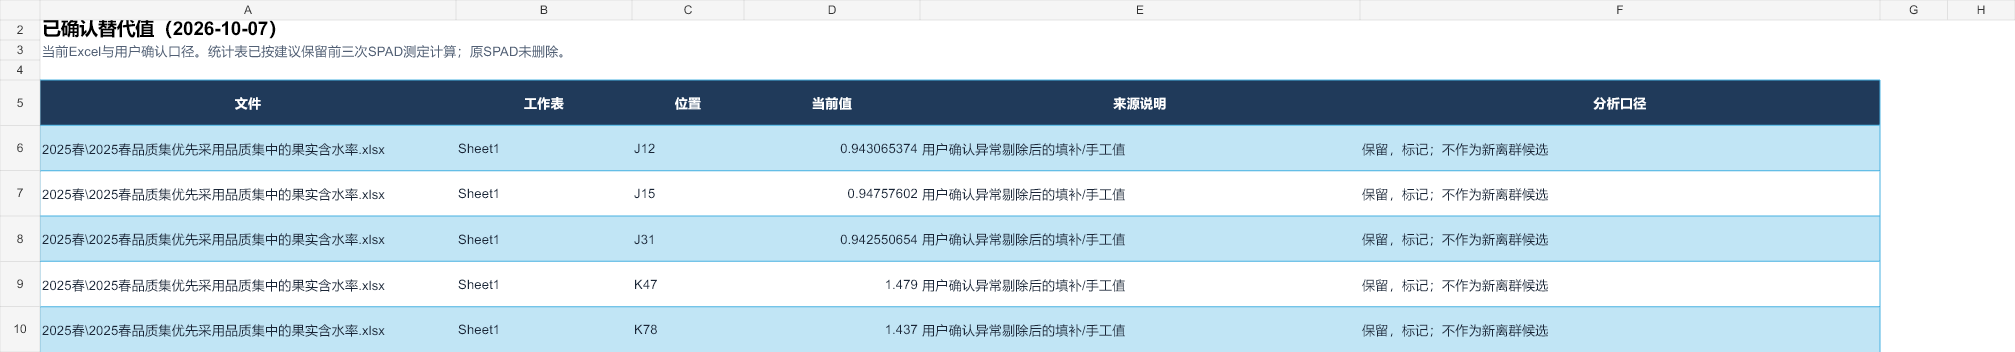 A B C D E F G H
2 已确认替代值（2026-10-07）
3 当前Excel与用户确认口径。统计表已按建议保留前三次SPAD测定计算；原SPAD未删除。
4
5 文件 工作表 位置 当前值 来源说明 分析口径
6 2025春\2025春品质集优先采用品质集中的果实含水率.xlsx Sheet1 J12 0.943065374 用户确认异常剔除后的填补/手工值 保留，标记；不作为新离群候选
7 2025春\2025春品质集优先采用品质集中的果实含水率.xlsx Sheet1 J15 0.94757602 用户确认异常剔除后的填补/手工值 保留，标记；不作为新离群候选
8 2025春\2025春品质集优先采用品质集中的果实含水率.xlsx Sheet1 J31 0.942550654 用户确认异常剔除后的填补/手工值 保留，标记；不作为新离群候选
9 2025春\2025春品质集优先采用品质集中的果实含水率.xlsx Sheet1 K47 1.479 用户确认异常剔除后的填补/手工值 保留，标记；不作为新离群候选
10 2025春\2025春品质集优先采用品质集中的果实含水率.xlsx Sheet1 K78 1.437 用户确认异常剔除后的填补/手工值 保留，标记；不作为新离群候选